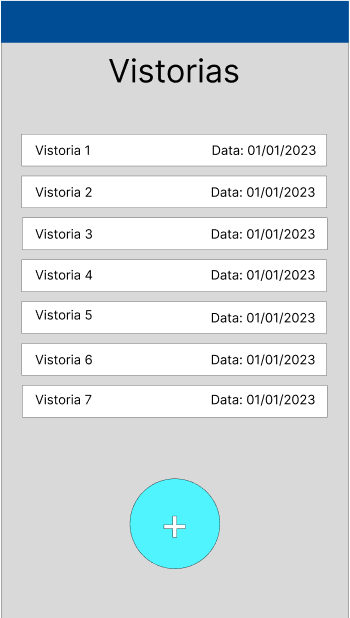 Vistorias
Vistoria 1 Data: 01/01/2023
Vistoria 2 Data: 01/01/2023
Vistoria 3 Data: 01/01/2023
Vistoria 4 Data: 01/01/2023
Vistoria 5 Data: 01/01/2023
Vistoria 6 Data: 01/01/2023
Vistoria 7 Data: 01/01/2023
+